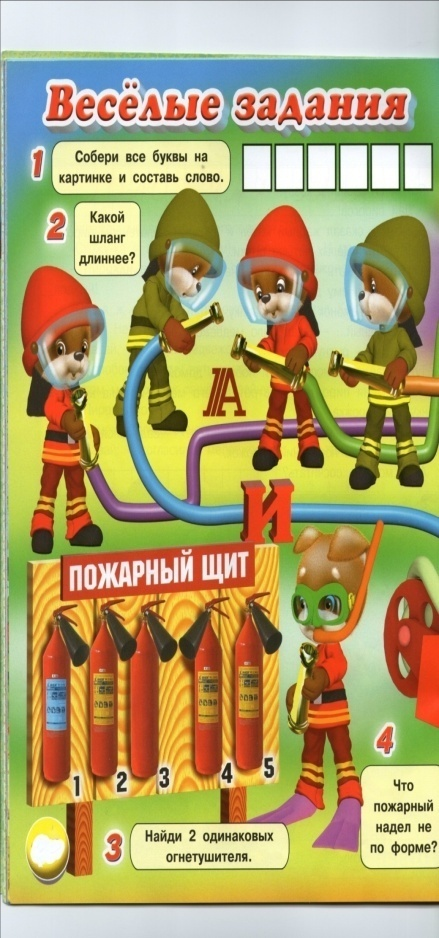 Весёлые задания
1
Собери все буквы на
картинке и составь слово.
2
Какой
шланг
длиннее?
А
И
ПОЖАРНЫЙ ЩИТ
1 2 3 4 5
3
Найди 2 одинаковых
огнетушителя.
4
Что
пожарный
надел не
по форме?